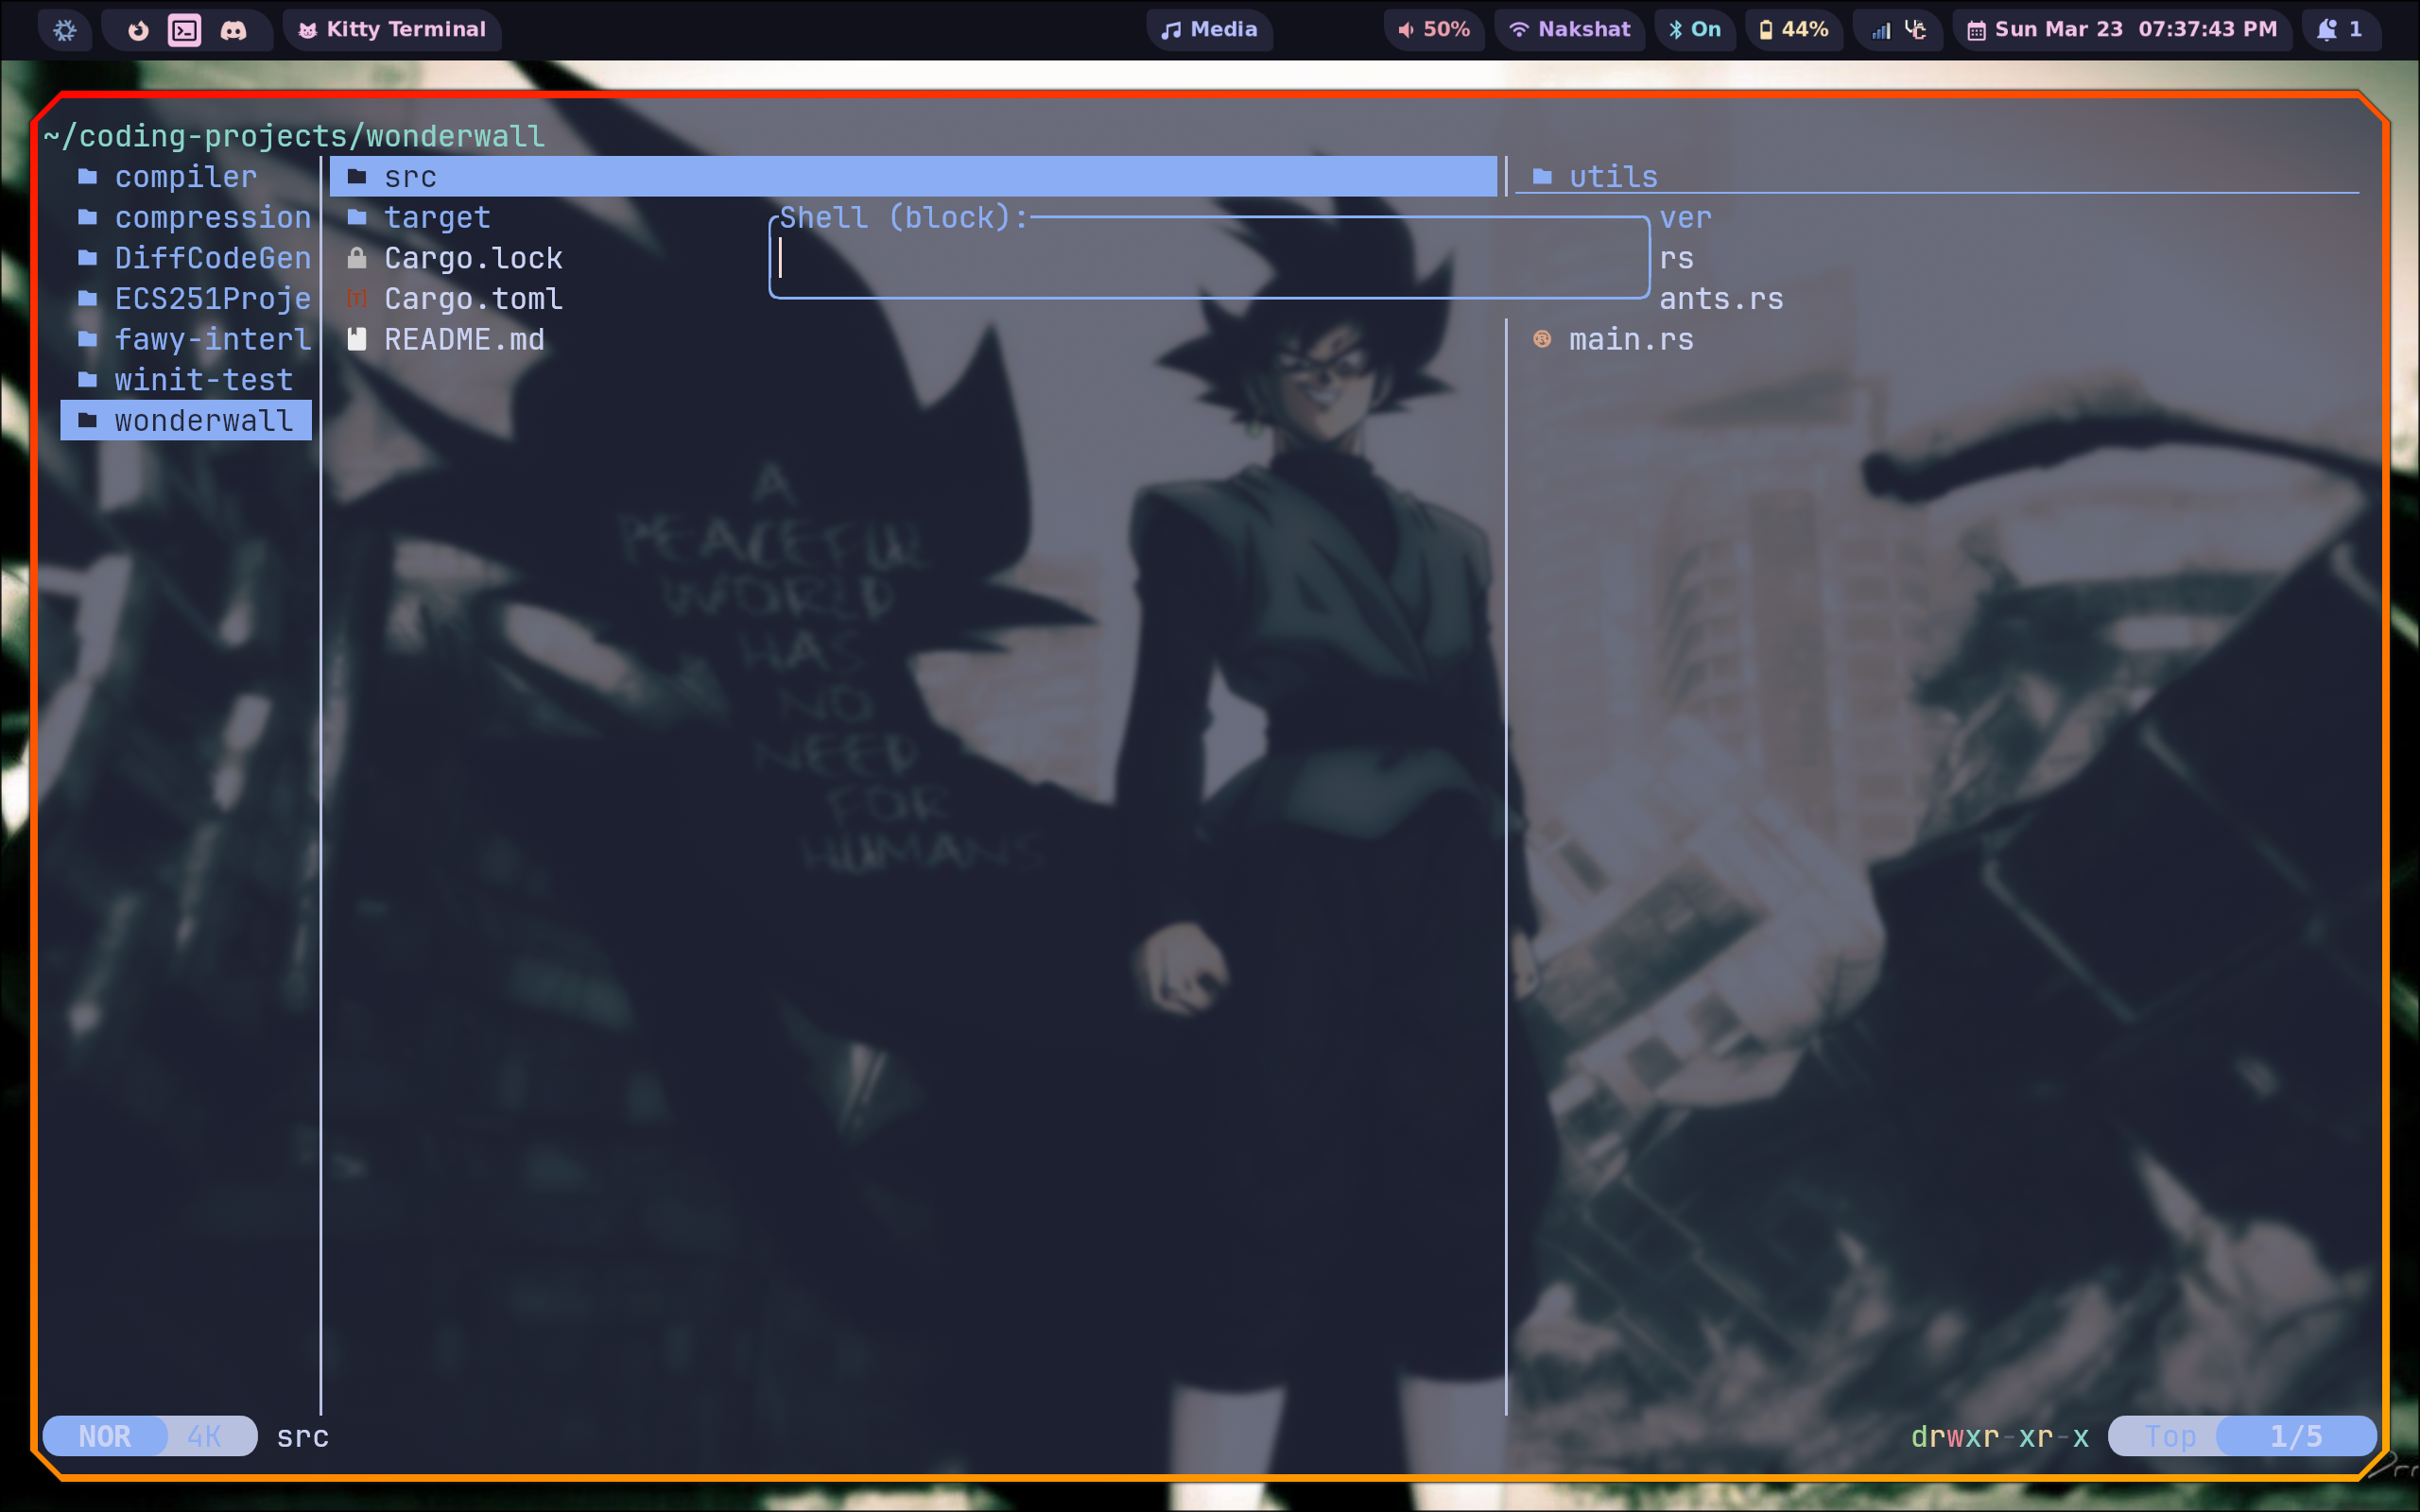 Kitty Terminal
Media
50%
Nakshat
On
44%
Sun Mar 23 07:37:43 PM
1
~/coding-projects/wonderwall
compiler
compression
DiffCodeGen
ECS251Proje
fawy-interl
winit-test
wonderwall
src
target
Cargo.lock
Cargo.toml
README.md
Shell (block):
utils
ver
rs
ants.rs
main.rs
A
PEACEFUL
WORLD
HAS
NO
NEED
FOR
HUMANS
NOR 4K src
drwxr-xr-x Top 1/5